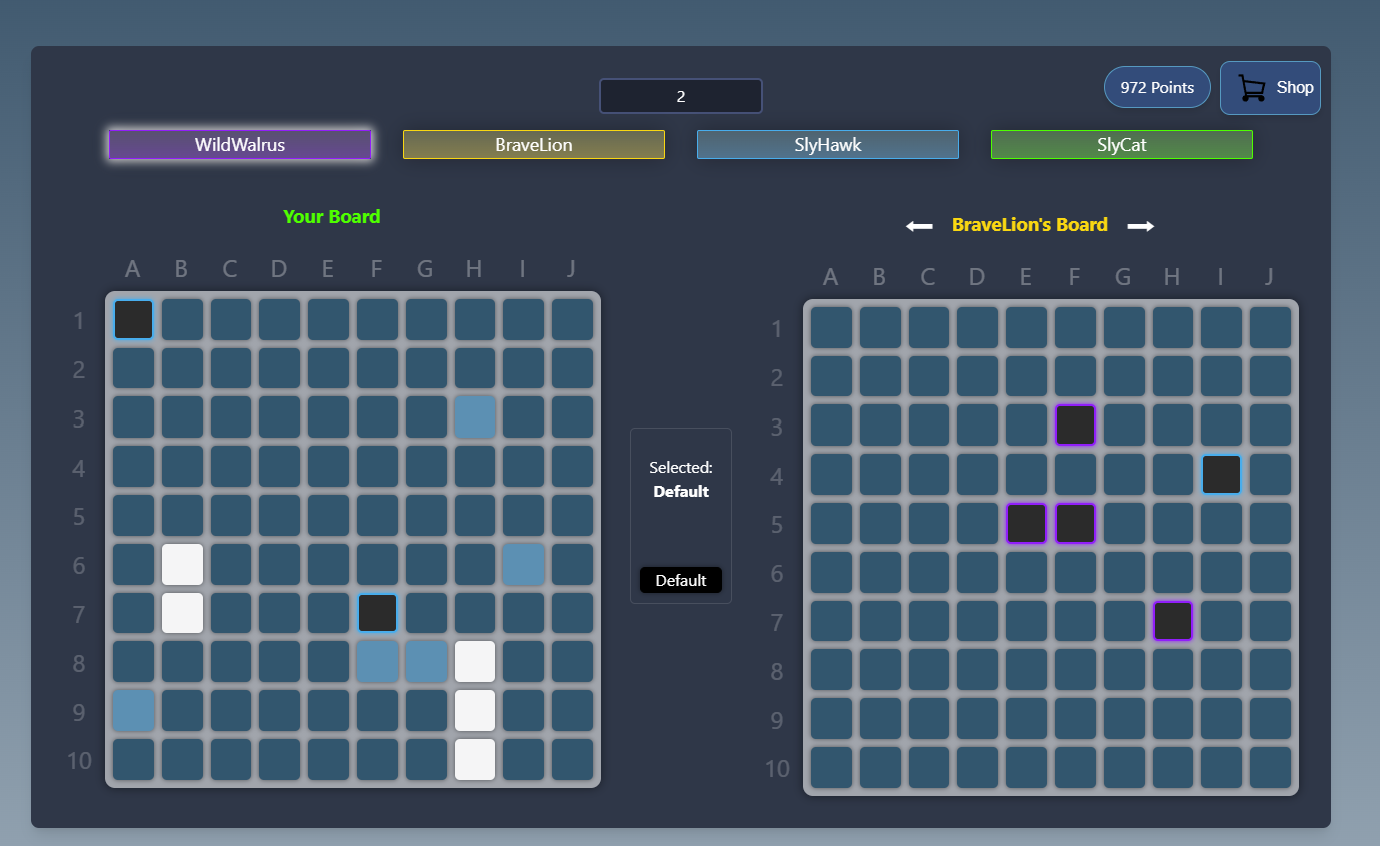 2
972 Points
Shop
WildWalrus
BraveLion
SlyHawk
SlyCat
Your Board
BraveLion's Board
A B C D E F G H I J
1
2
3
4
5
6
7
8
9
10
Selected:
Default
Default
A B C D E F G H I J
1
2
3
4
5
6
7
8
9
10